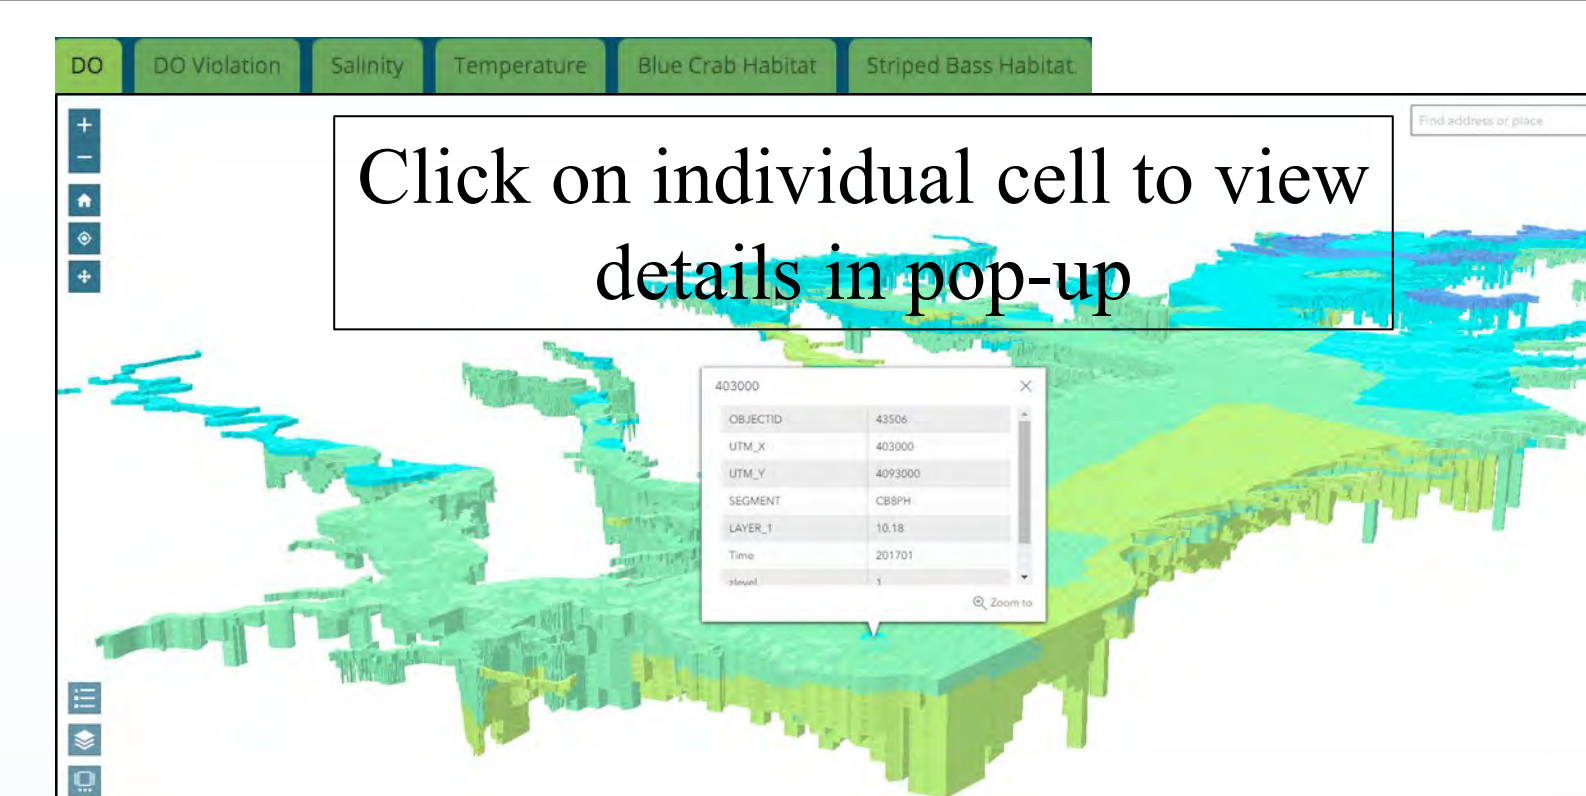 DO DO Violation Salinity Temperature Blue Crab Habitat Striped Bass Habitat
Find address or place
Click on individual cell to view
details in pop-up
403000
OBJECTID 43506
UTM_X 403000
UTM_Y 4093000
SEGMENT CB8PH
LAYER_1 10.18
Time 201701
zlevel 1
Zoom to